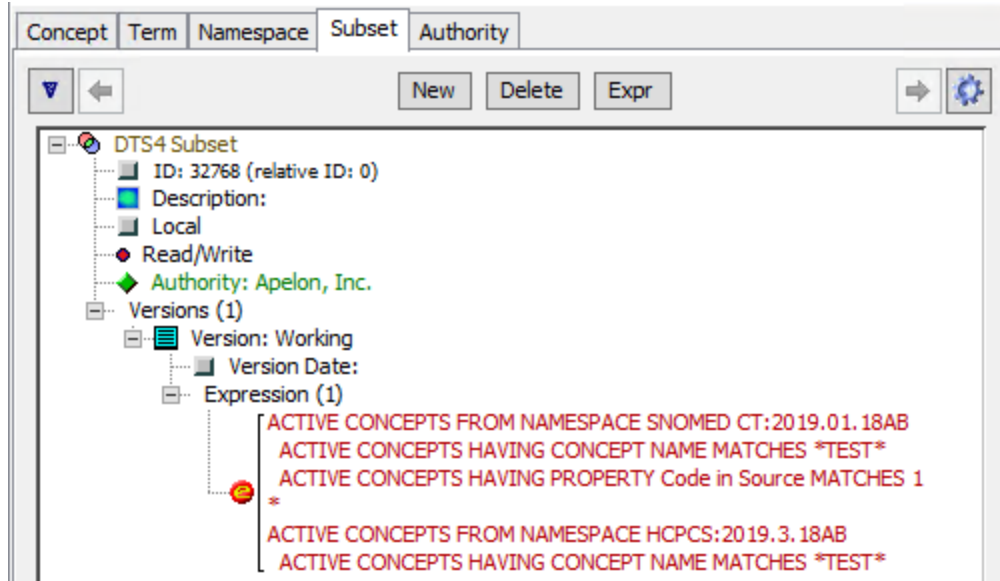 Concept Term Namespace Subset Authority
New Delete Expr
DTS4 Subset
ID: 32768 (relative ID: 0)
Description:
Local
Read/Write
Authority: Apelon, Inc.
Versions (1)
Version: Working
Version Date:
Expression (1)
ACTIVE CONCEPTS FROM NAMESPACE SNOMED CT:2019.01.18AB
ACTIVE CONCEPTS HAVING CONCEPT NAME MATCHES *TEST*
ACTIVE CONCEPTS HAVING PROPERTY Code in Source MATCHES 1
*
ACTIVE CONCEPTS FROM NAMESPACE HCPCS:2019.3.18AB
ACTIVE CONCEPTS HAVING CONCEPT NAME MATCHES *TEST*